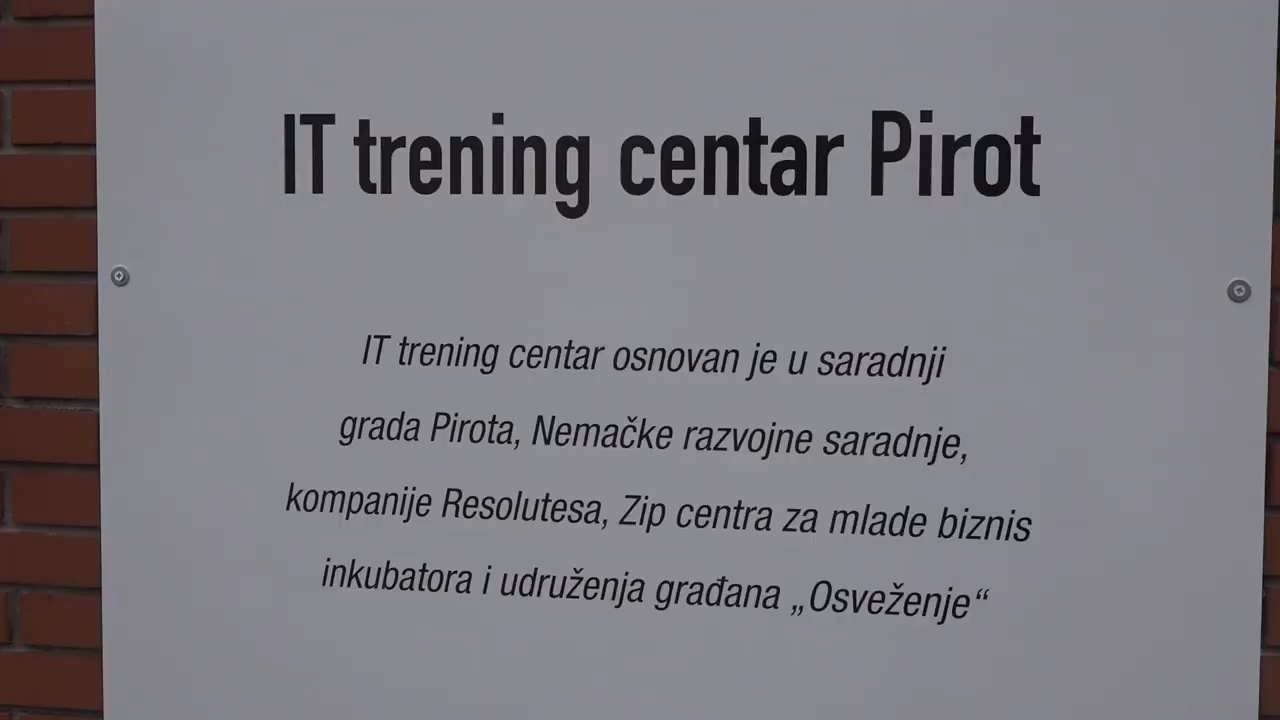 IT trening centar Pirot
IT trening centar osnovan je u saradnji
grada Pirota, Nemačke razvojne saradnje,
kompanije Resolutesa, Zip centra za mlade biznis
inkubatora i udruženja građana „Osveženje“